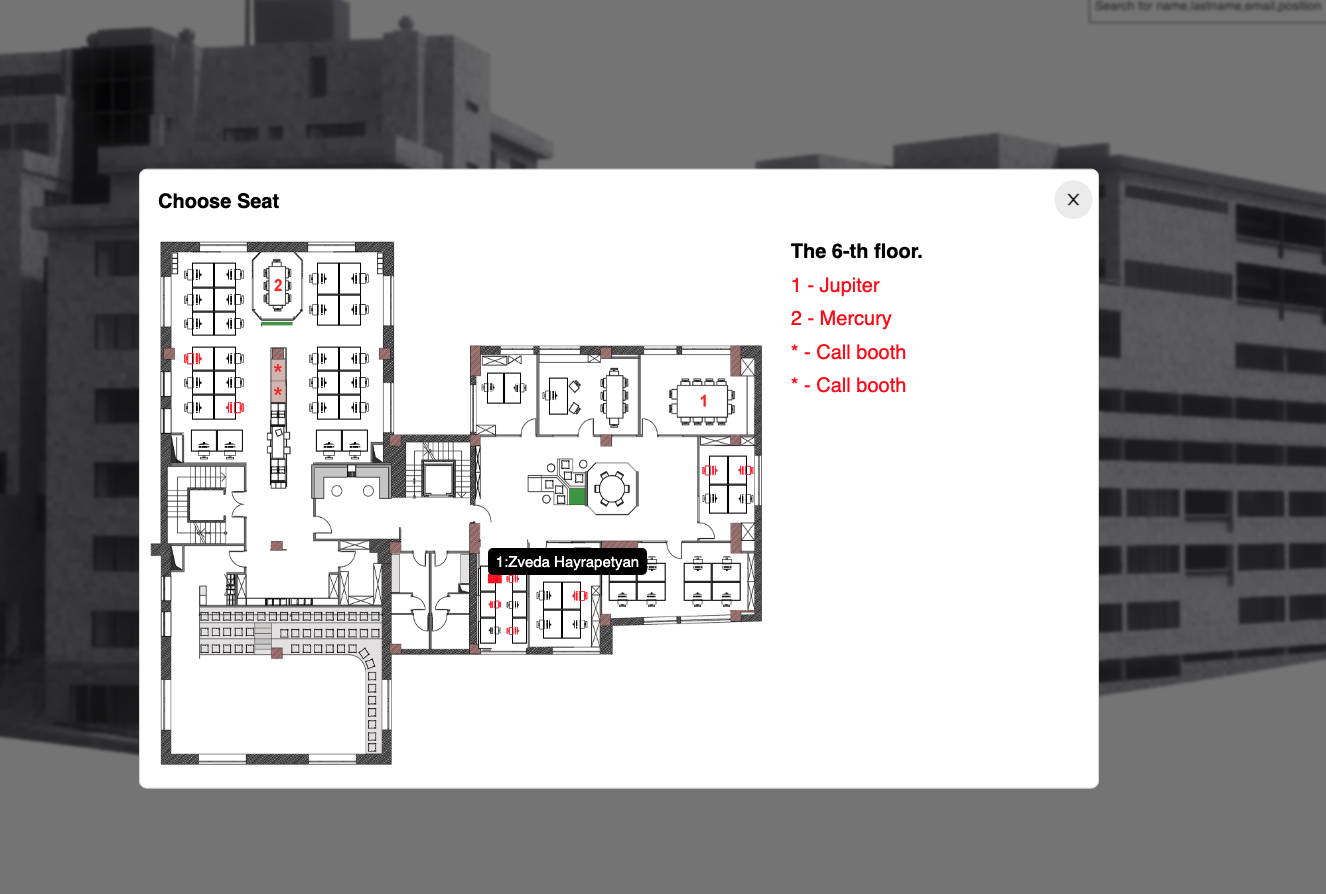 Search for name,lastname,email,position
Choose Seat
X
The 6-th floor.
1 - Jupiter
2 - Mercury
* - Call booth
* - Call booth
2
*
*
1
1:Zveda Hayrapetyan